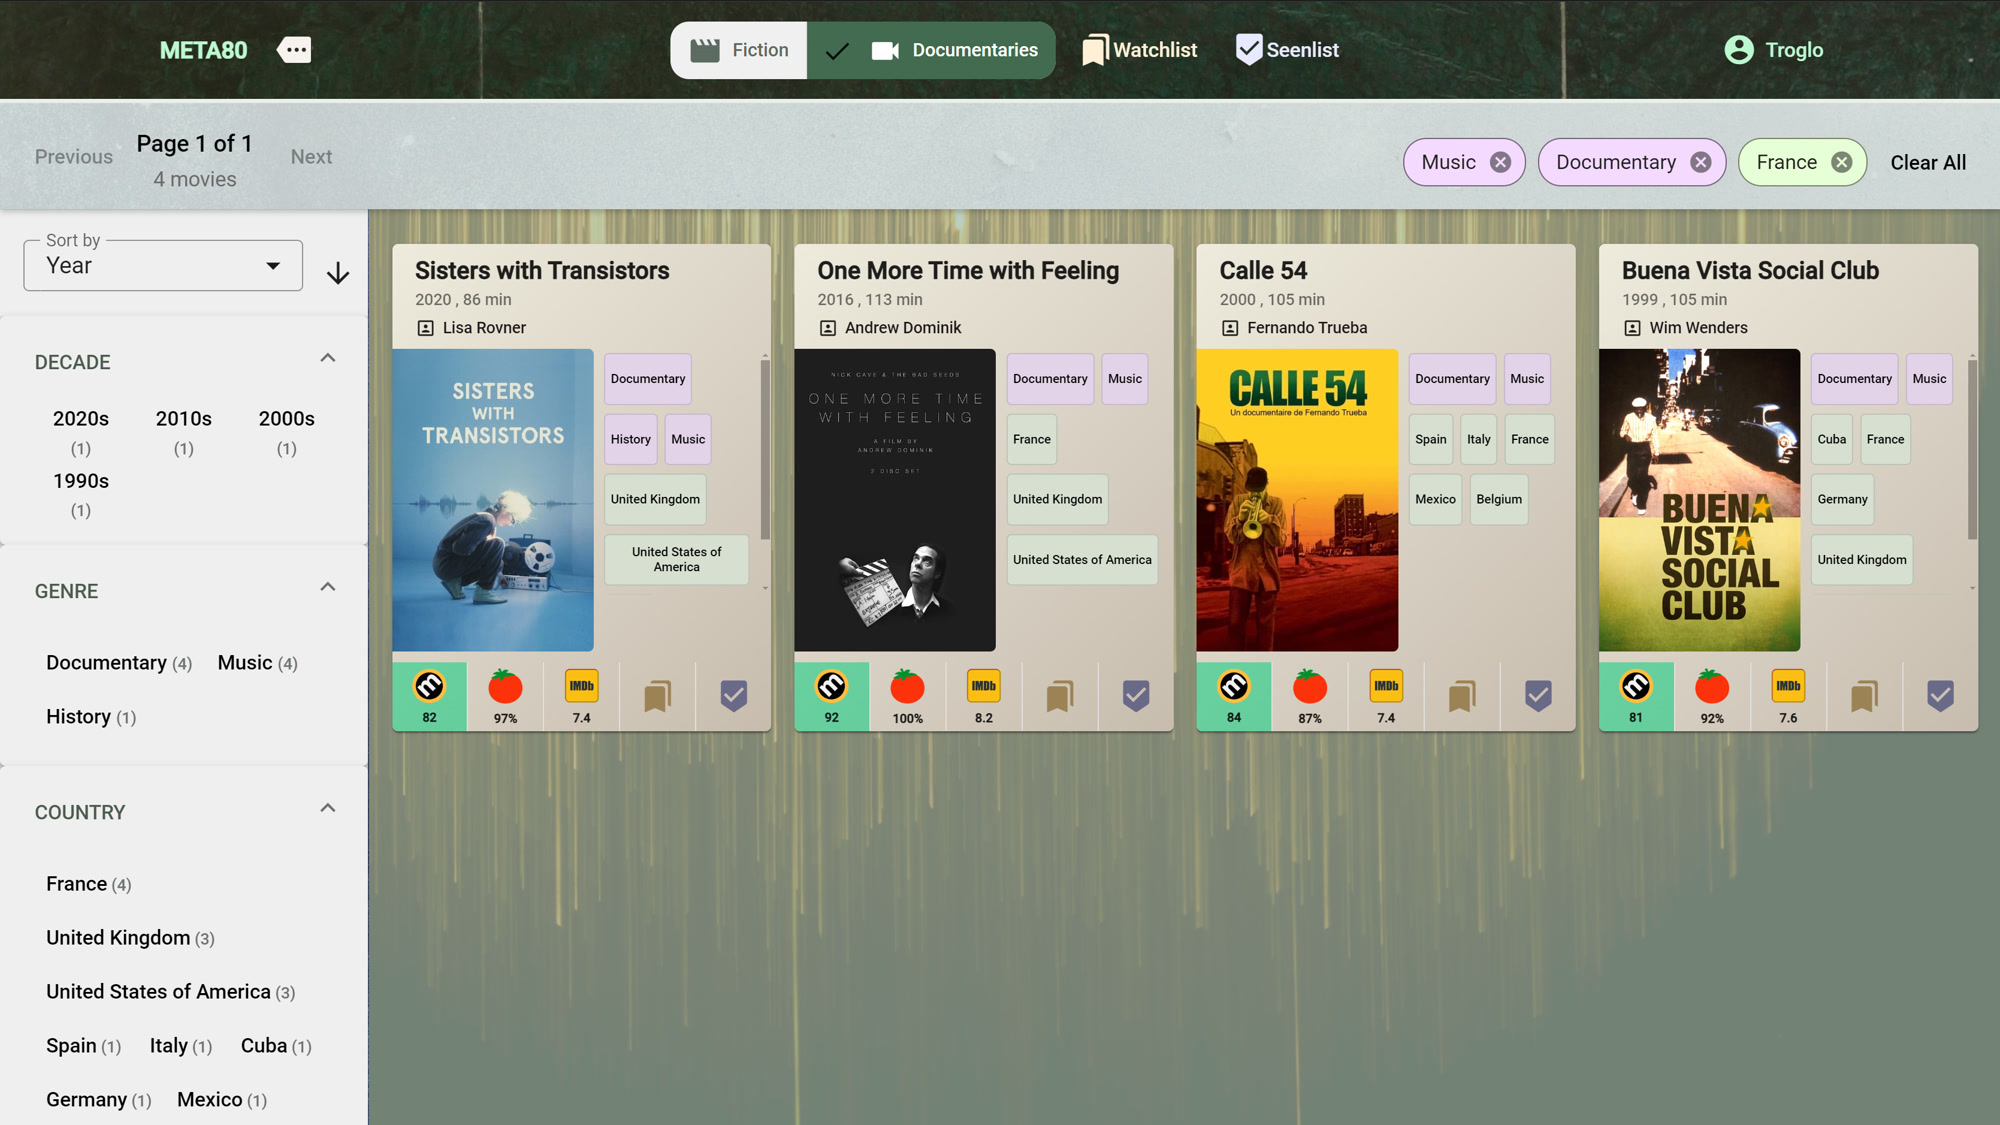 META80
Fiction
Documentaries
Watchlist
Seenlist
Troglo
Previous
Page 1 of 1
4 movies
Next
Music
Documentary
France
Clear All
Sort by
Year
DECADE
2020s
(1)
2010s
(1)
2000s
(1)
1990s
(1)
GENRE
Documentary (4)
Music (4)
History (1)
COUNTRY
France (4)
United Kingdom (3)
United States of America (3)
Spain (1)
Italy (1)
Cuba (1)
Germany (1)
Mexico (1)
Sisters with Transistors
2020 , 86 min
Lisa Rovner
SISTERS
WITH
TRANSISTORS
Documentary
History
Music
United Kingdom
United States of
America
m
82
97%
IMDb
7.4
One More Time with Feeling
2016 , 113 min
Andrew Dominik
NICK CAVE & THE BAD SEEDS
ONE MORE TIME
WITH FEELING
A FILM BY
ANDREW DOMINIK
2 DISC SET
Documentary
Music
France
United Kingdom
United States of America
m
92
100%
IMDb
8.2
Calle 54
2000 , 105 min
Fernando Trueba
CALLE 54
Un documentaire de Fernando Trueba
Documentary
Music
Spain
Italy
France
Mexico
Belgium
m
84
87%
IMDb
7.4
Buena Vista Social Club
1999 , 105 min
Wim Wenders
BUENA
VISTA
SOCIAL
CLUB
Documentary
Music
Cuba
France
Germany
United Kingdom
m
81
92%
IMDb
7.6